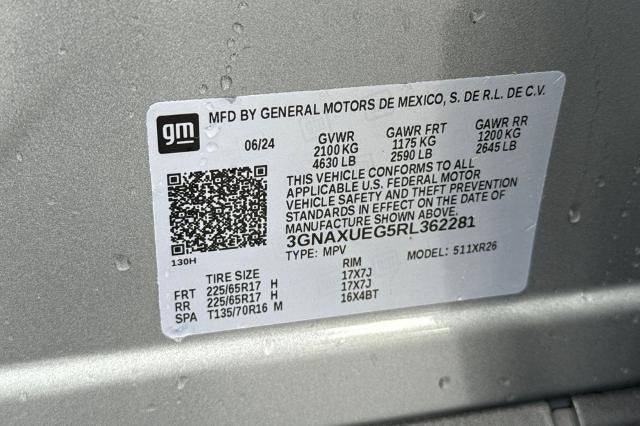 gm
MFD BY GENERAL MOTORS DE MEXICO, S. DE R.L. DE C.V.
06/24 GVWR GAWR FRT GAWR RR
2100 KG 1175 KG 1200 KG
4630 LB 2590 LB 2645 LB
THIS VEHICLE CONFORMS TO ALL
APPLICABLE U.S. FEDERAL MOTOR
VEHICLE SAFETY AND THEFT PREVENTION
STANDARDS IN EFFECT ON THE DATE OF
MANUFACTURE SHOWN ABOVE.
3GNAXUEG5RL362281
130H TYPE: MPV MODEL: 511XR26
TIRE SIZE RIM
FRT 225/65R17 H 17X7J
RR 225/65R17 H 17X7J
SPA T135/70R16 M 16X4BT